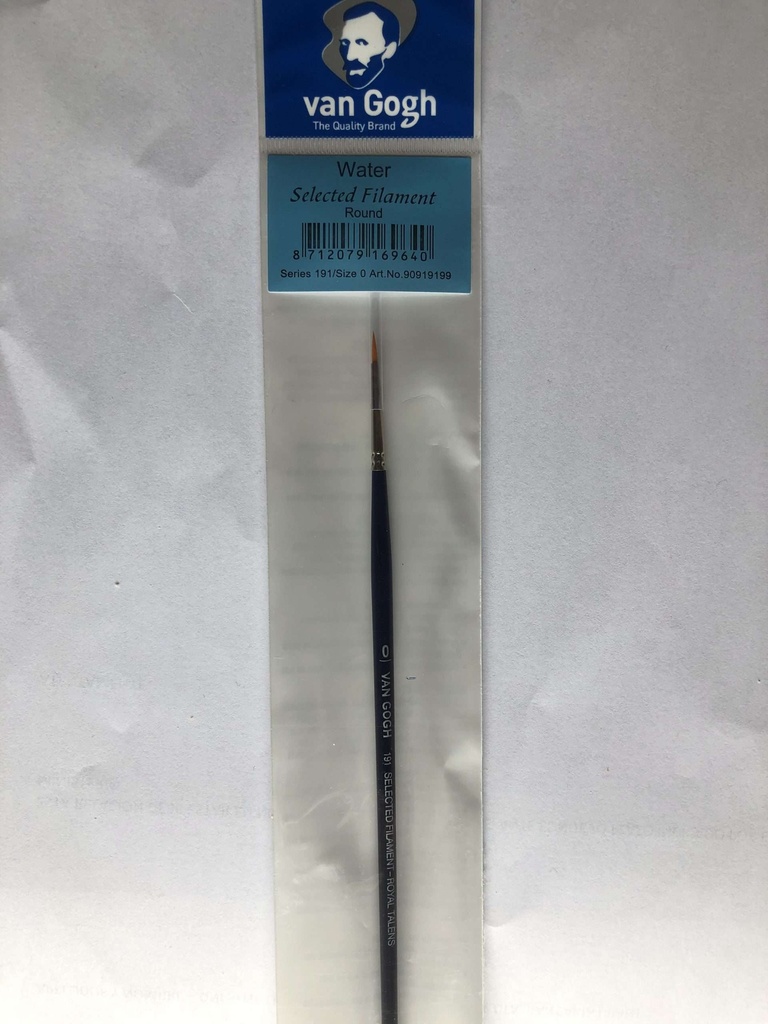 van Gogh
The Quality Brand
Water
Selected Filament
Round
8 712079 169640
Series 191/Size 0 Art.No.90919199
0) VAN GOGH 191 SELECTED FILAMENT - ROYAL TALENS